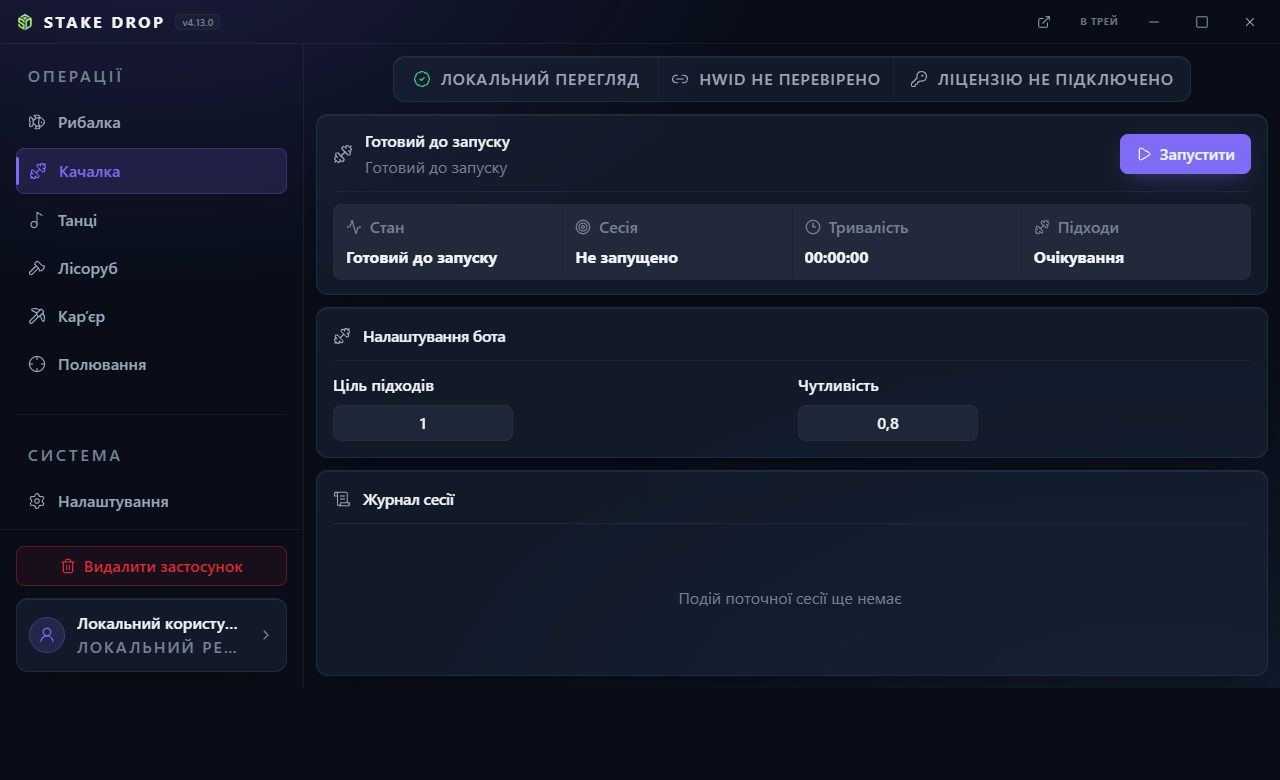 STAKE DROP v4.13.0
В ТРЕЙ
ОПЕРАЦІЇ
Рибалка
Качалка
Танці
Лісоруб
Кар’єр
Полювання
СИСТЕМА
Налаштування
Видалити застосунок
Локальний користу...
ЛОКАЛЬНИЙ РЕ...
ЛОКАЛЬНИЙ ПЕРЕГЛЯД
HWID НЕ ПЕРЕВІРЕНО
ЛІЦЕНЗІЮ НЕ ПІДКЛЮЧЕНО
Готовий до запуску
Готовий до запуску
Запустити
Стан
Готовий до запуску
Сесія
Не запущено
Тривалість
00:00:00
Підходи
Очікування
Налаштування бота
Ціль підходів
1
Чутливість
0,8
Журнал сесії
Подій поточної сесії ще немає